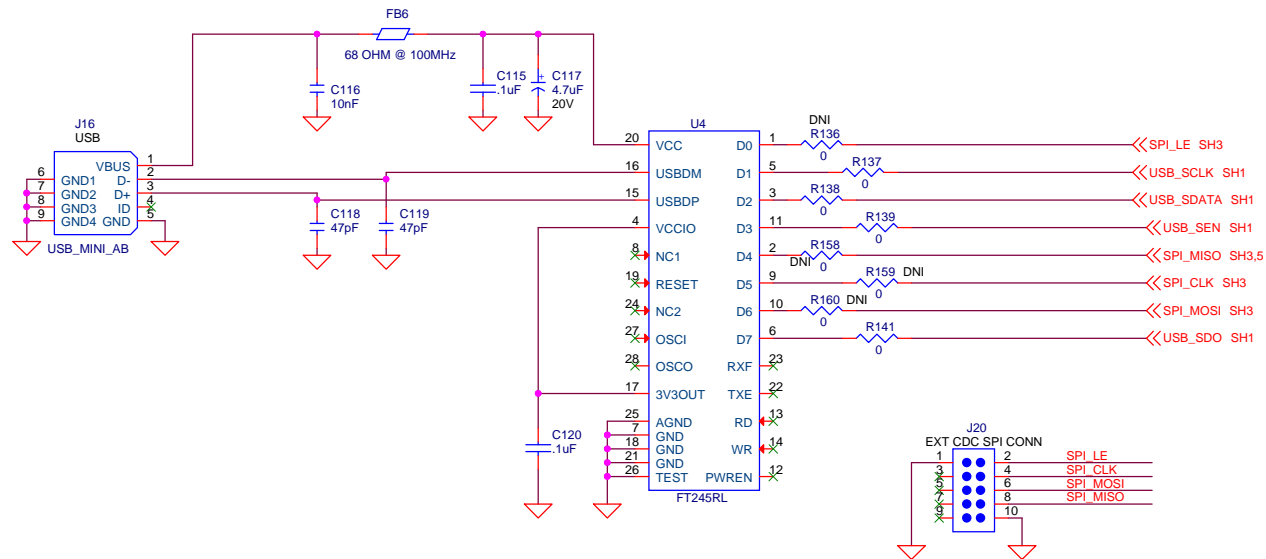 FB6
68 OHM @ 100MHz
C116
10nF
C115
.1uF
C117
4.7uF
20V
+
J16
USB
VBUS 1
D- 2
D+ 3
ID 4
GND 5
6 GND1
7 GND2
8 GND3
9 GND4
USB_MINI_AB
C118
47pF
C119
47pF
C120
.1uF
U4
20 VCC
16 USBDM
15 USBDP
4 VCCIO
8 NC1
19 RESET
24 NC2
27 OSCI
28 OSCO
17 3V3OUT
25 AGND
7 GND
18 GND
21 GND
26 TEST
D0 1
D1 5
D2 3
D3 11
D4 2
D5 9
D6 10
D7 6
RXF 23
TXE 22
RD 13
WR 14
PWREN 12
FT245RL
DNI
R136
0
SPI_LE SH3
R137
0
USB_SCLK SH1
R138
0
USB_SDATA SH1
R139
0
USB_SEN SH1
R158
DNI
0
SPI_MISO SH3,5
R159 DNI
0
SPI_CLK SH3
R160 DNI
0
SPI_MOSI SH3
R141
0
USB_SDO SH1
J20
EXT CDC SPI CONN
1 2 SPI_LE
3 4 SPI_CLK
5 6 SPI_MOSI
7 8 SPI_MISO
9 10